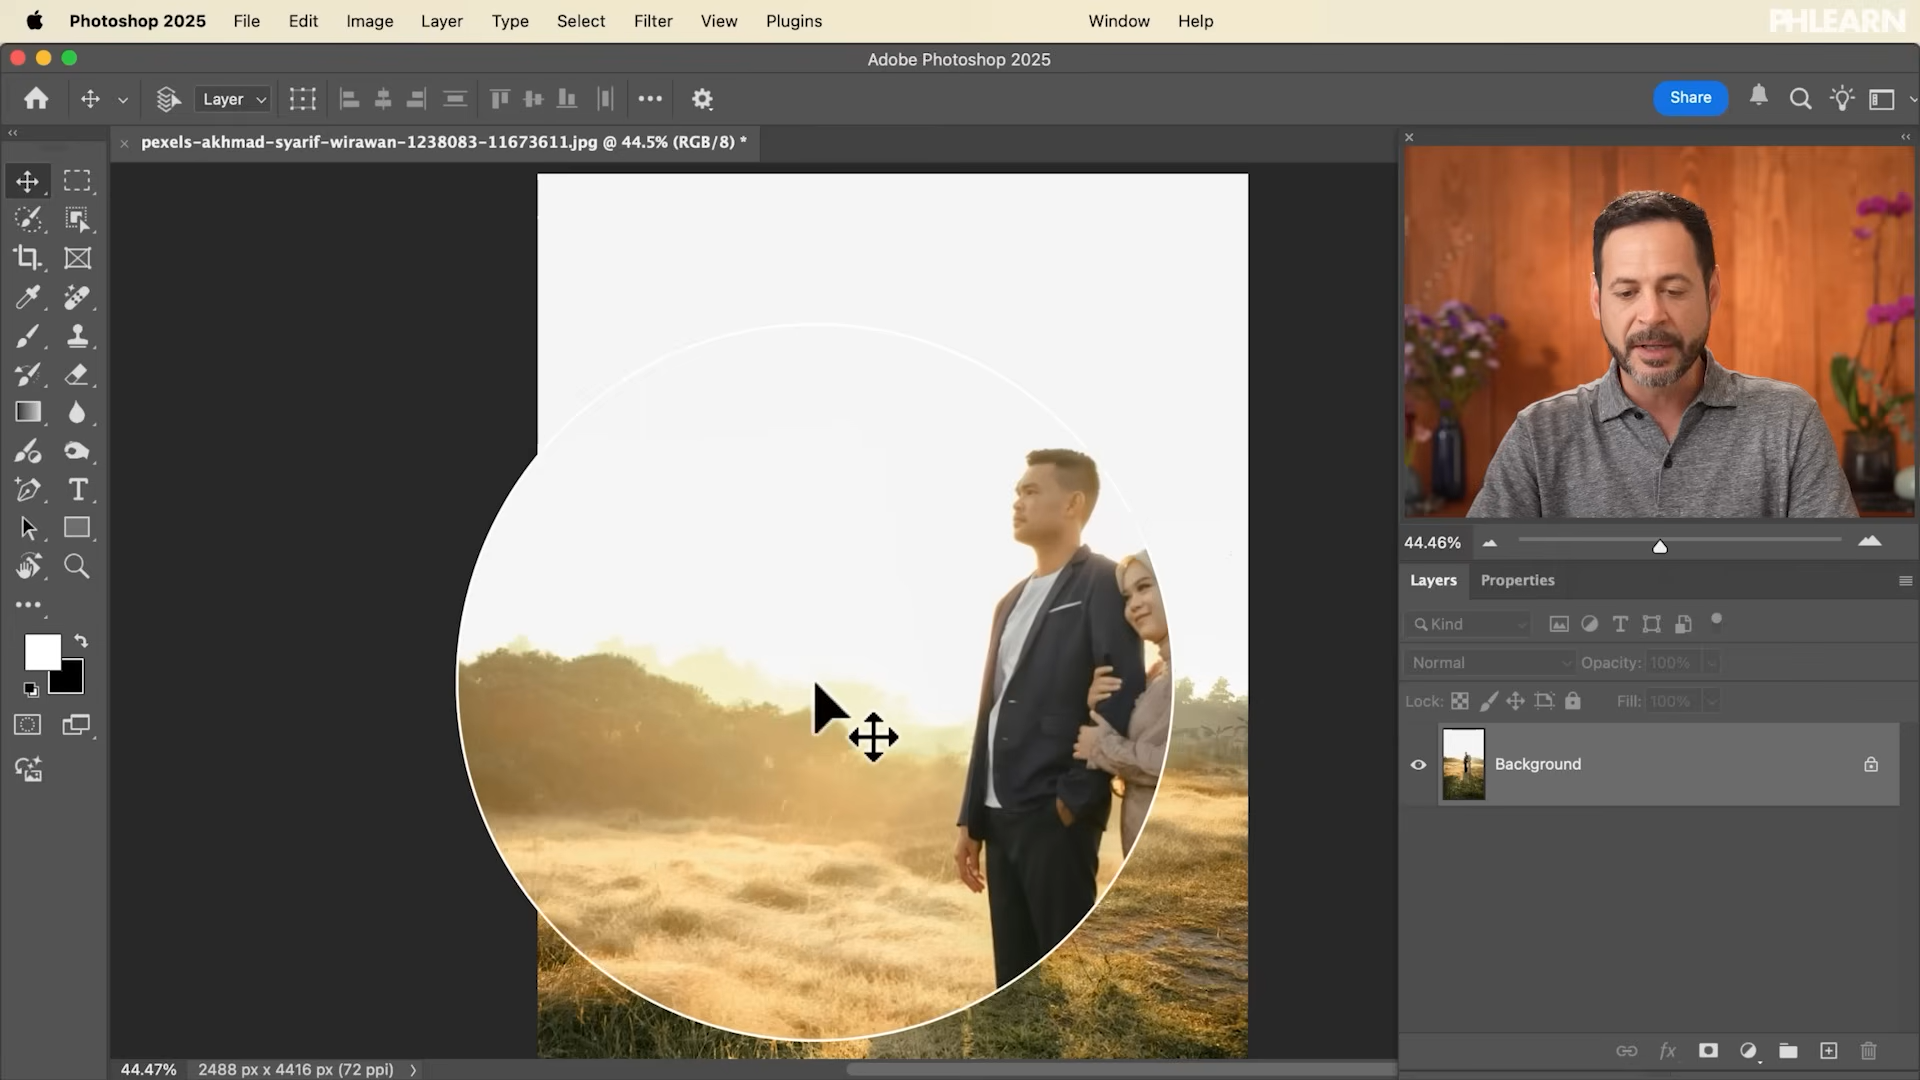 Photoshop 2025 File Edit Image Layer Type Select Filter View Plugins Window Help
PHLEARN
Adobe Photoshop 2025
Layer
Share
pexels-akhmad-syarif-wirawan-1238083-11673611.jpg @ 44.5% (RGB/8) *
44.46%
Layers Properties
Kind
Normal Opacity: 100%
Lock: Fill: 100%
Background
fx
44.47% 2488 px x 4416 px (72 ppi)